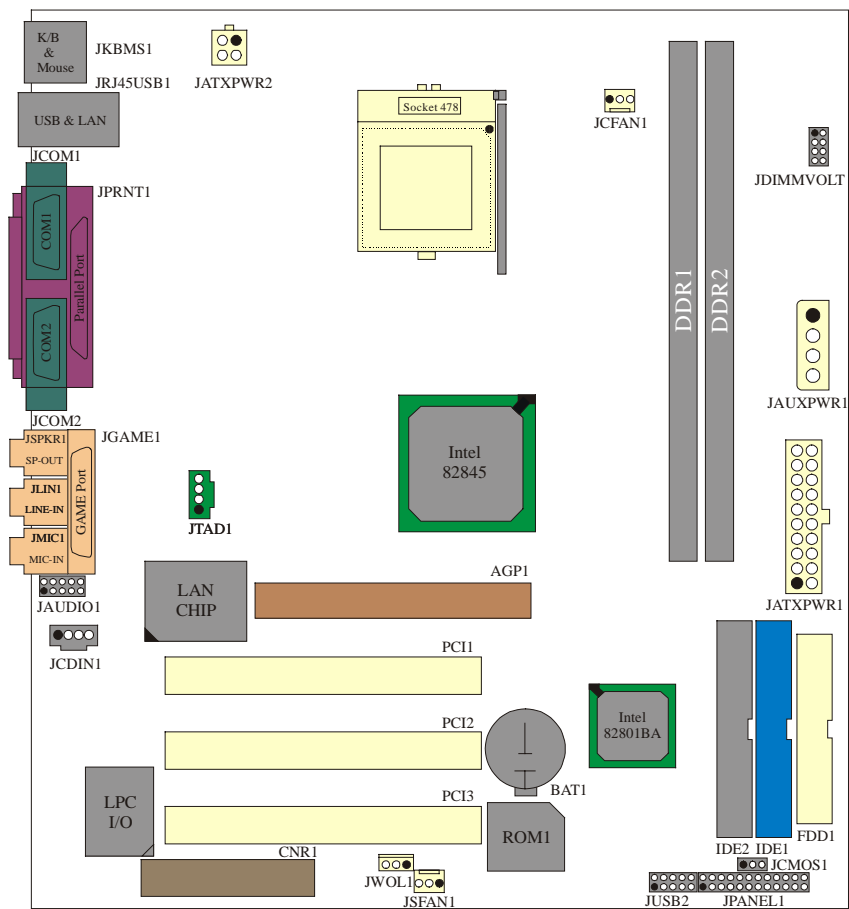 K/B
&
Mouse
JKBMS1
JRJ45USB1
JATXPWR2
USB & LAN
Socket 478
JCFAN1
JCOM1
JDIMMVOLT
JPRNT1
COM1
Parallel Port
COM2
DDR1
DDR2
JAUXPWR1
JCOM2
JSPKR1
JGAME1
SP-OUT
GAME Port
JLIN1
LINE-IN
JMIC1
MIC-IN
Intel
82845
JTAD1
LAN
CHIP
AGP1
JATXPWR1
JAUDIO1
JCDIN1
PCI1
PCI2
Intel
82801BA
BAT1
LPC
I/O
PCI3
ROM1
FDD1
IDE2
IDE1
CNR1
JCMOS1
JWOL1
JSFAN1
JUSB2
JPANEL1